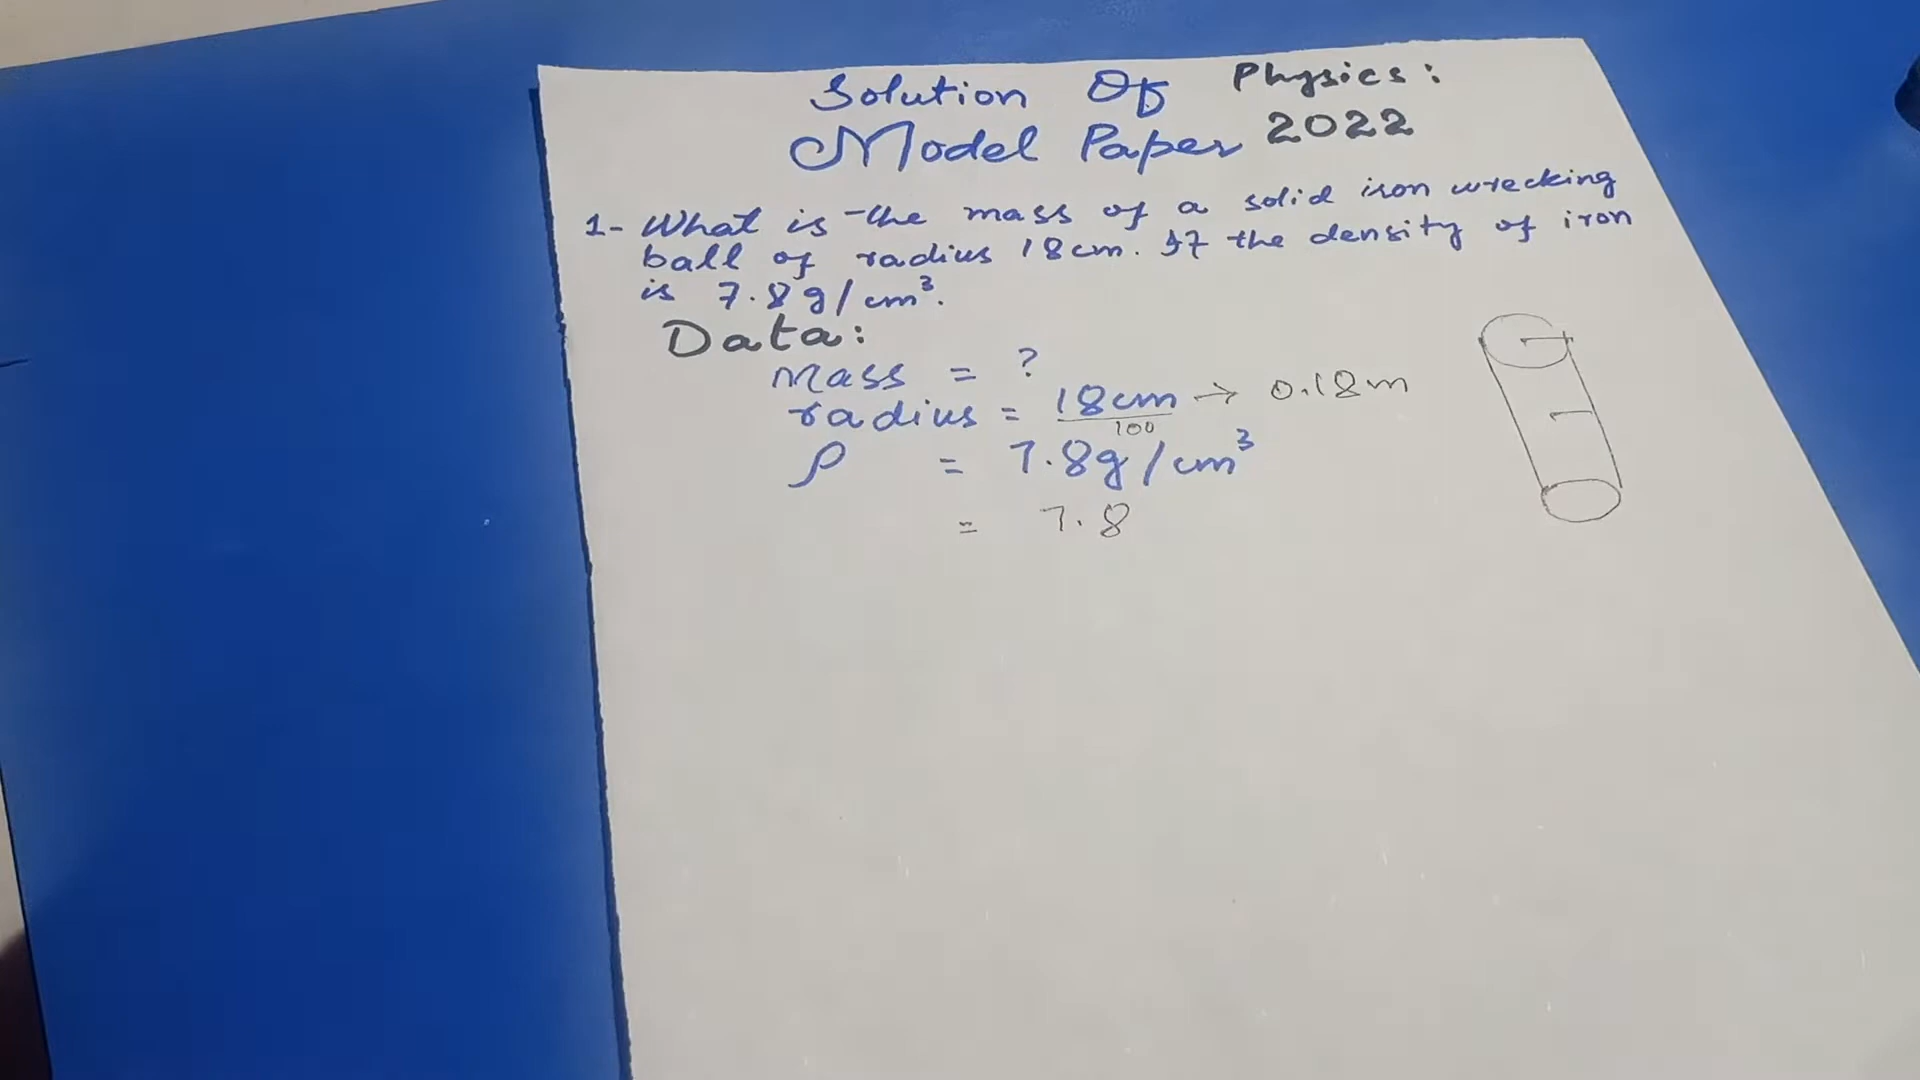 Solution Of Physics:
Model Paper 2022
1- What is the mass of a solid iron wrecking
ball of radius 18cm. If the density of iron
is 7.8g/cm³.
Data:
Mass = ?
radius = 18cm/100 → 0.18m
ρ = 7.8g/cm³
= 7.8